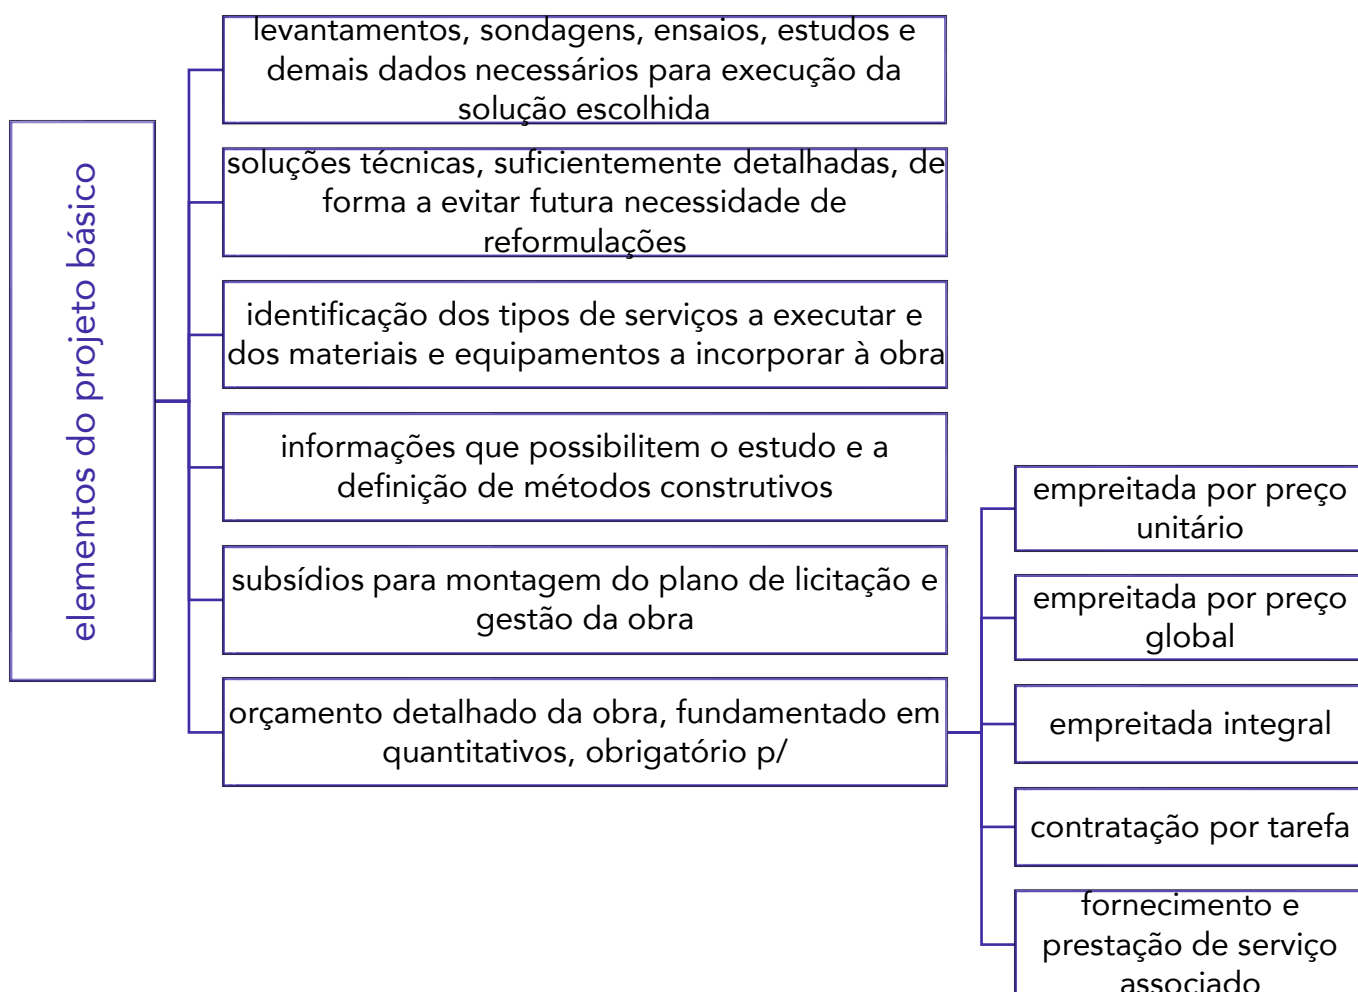 elementos do projeto básico
levantamentos, sondagens, ensaios, estudos e
demais dados necessários para execução da
solução escolhida
soluções técnicas, suficientemente detalhadas, de
forma a evitar futura necessidade de
reformulações
identificação dos tipos de serviços a executar e
dos materiais e equipamentos a incorporar à obra
informações que possibilitem o estudo e a
definição de métodos construtivos
subsídios para montagem do plano de licitação e
gestão da obra
orçamento detalhado da obra, fundamentado em
quantitativos, obrigatório p/
empreitada por preço
unitário
empreitada por preço
global
empreitada integral
contratação por tarefa
fornecimento e
prestação de serviço
associado